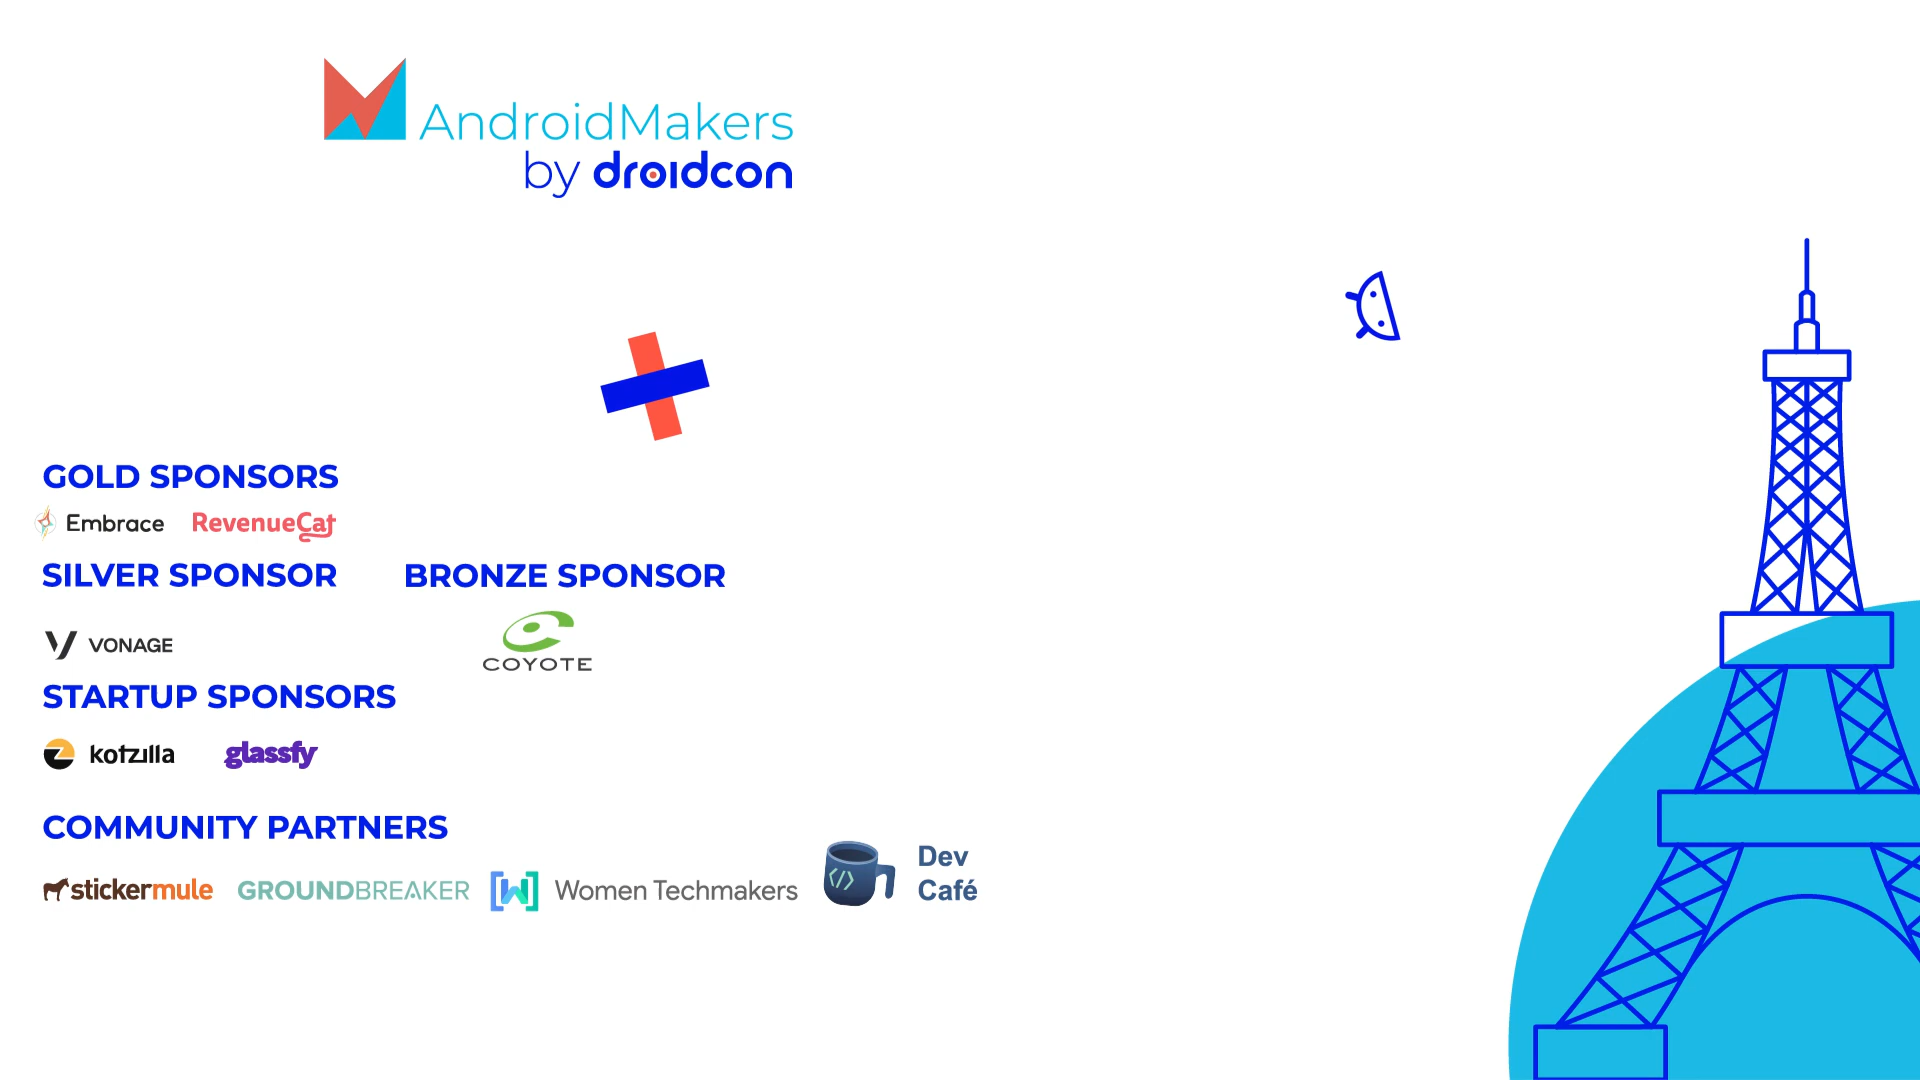 AndroidMakers
by droidcon
GOLD SPONSORS
Embrace RevenueCat
SILVER SPONSOR BRONZE SPONSOR
VONAGE COYOTE
STARTUP SPONSORS
kotzilla glassfy
COMMUNITY PARTNERS
stickermule GROUNDBREAKER Women Techmakers Dev
Café